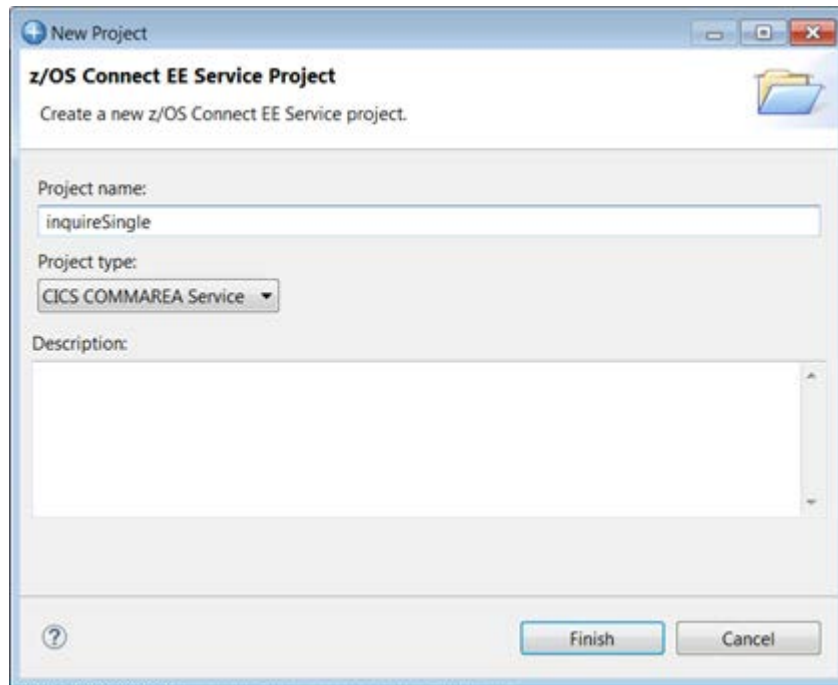 New Project
z/OS Connect EE Service Project
Create a new z/OS Connect EE Service project.
Project name:
inquireSingle
Project type:
CICS COMMAREA Service
Description:
?
Finish
Cancel